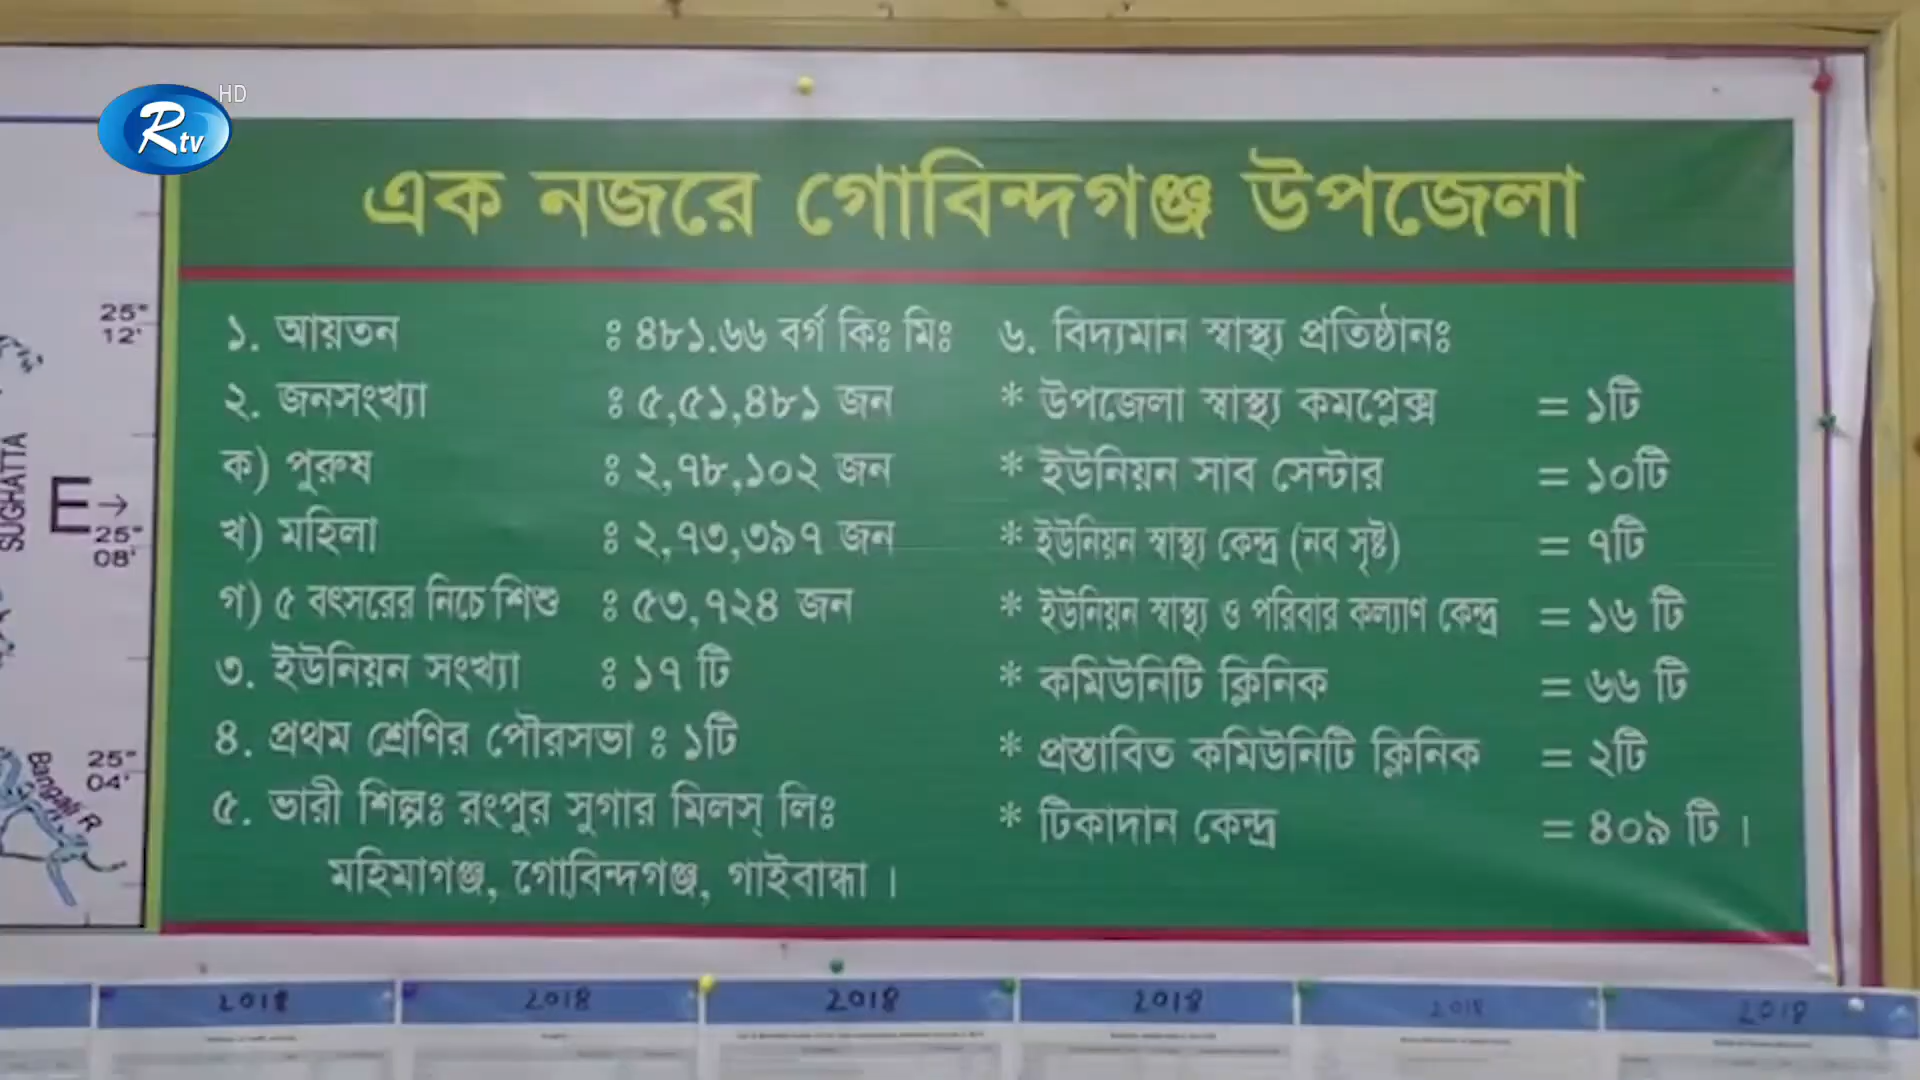 Rtv HD
এক নজরে গোবিন্দগঞ্জ উপজেলা
১. আয়তন : ৪৮১.৬৬ বর্গ কিঃ মিঃ
২. জনসংখ্যা : ৫,৫১,৪৮১ জন
ক) পুরুষ : ২,৭৮,১০২ জন
খ) মহিলা : ২,৭৩,৩৯৭ জন
গ) ৫ বৎসরের নিচে শিশু : ৫৩,৭২৪ জন
৩. ইউনিয়ন সংখ্যা : ১৭ টি
৪. প্রথম শ্রেণির পৌরসভা : ১টি
৫. ভারী শিল্পঃ রংপুর সুগার মিলস্ লিঃ
মহিমাগঞ্জ, গোবিন্দগঞ্জ, গাইবান্ধা ।
৬. বিদ্যমান স্বাস্থ্য প্রতিষ্ঠানঃ
* উপজেলা স্বাস্থ্য কমপ্লেক্স = ১টি
* ইউনিয়ন সাব সেন্টার = ১০টি
* ইউনিয়ন স্বাস্থ্য কেন্দ্র (নব সৃষ্ট) = ৭টি
* ইউনিয়ন স্বাস্থ্য ও পরিবার কল্যাণ কেন্দ্র = ১৬ টি
* কমিউনিটি ক্লিনিক = ৬৬ টি
* প্রস্তাবিত কমিউনিটি ক্লিনিক = ২টি
* টিকাদান কেন্দ্র = ৪০৯ টি ।
25° 12'
SUGHATTA
E→
25° 08'
25° 04'
Bangali R
2018 2018 2018 2018 2018 2018